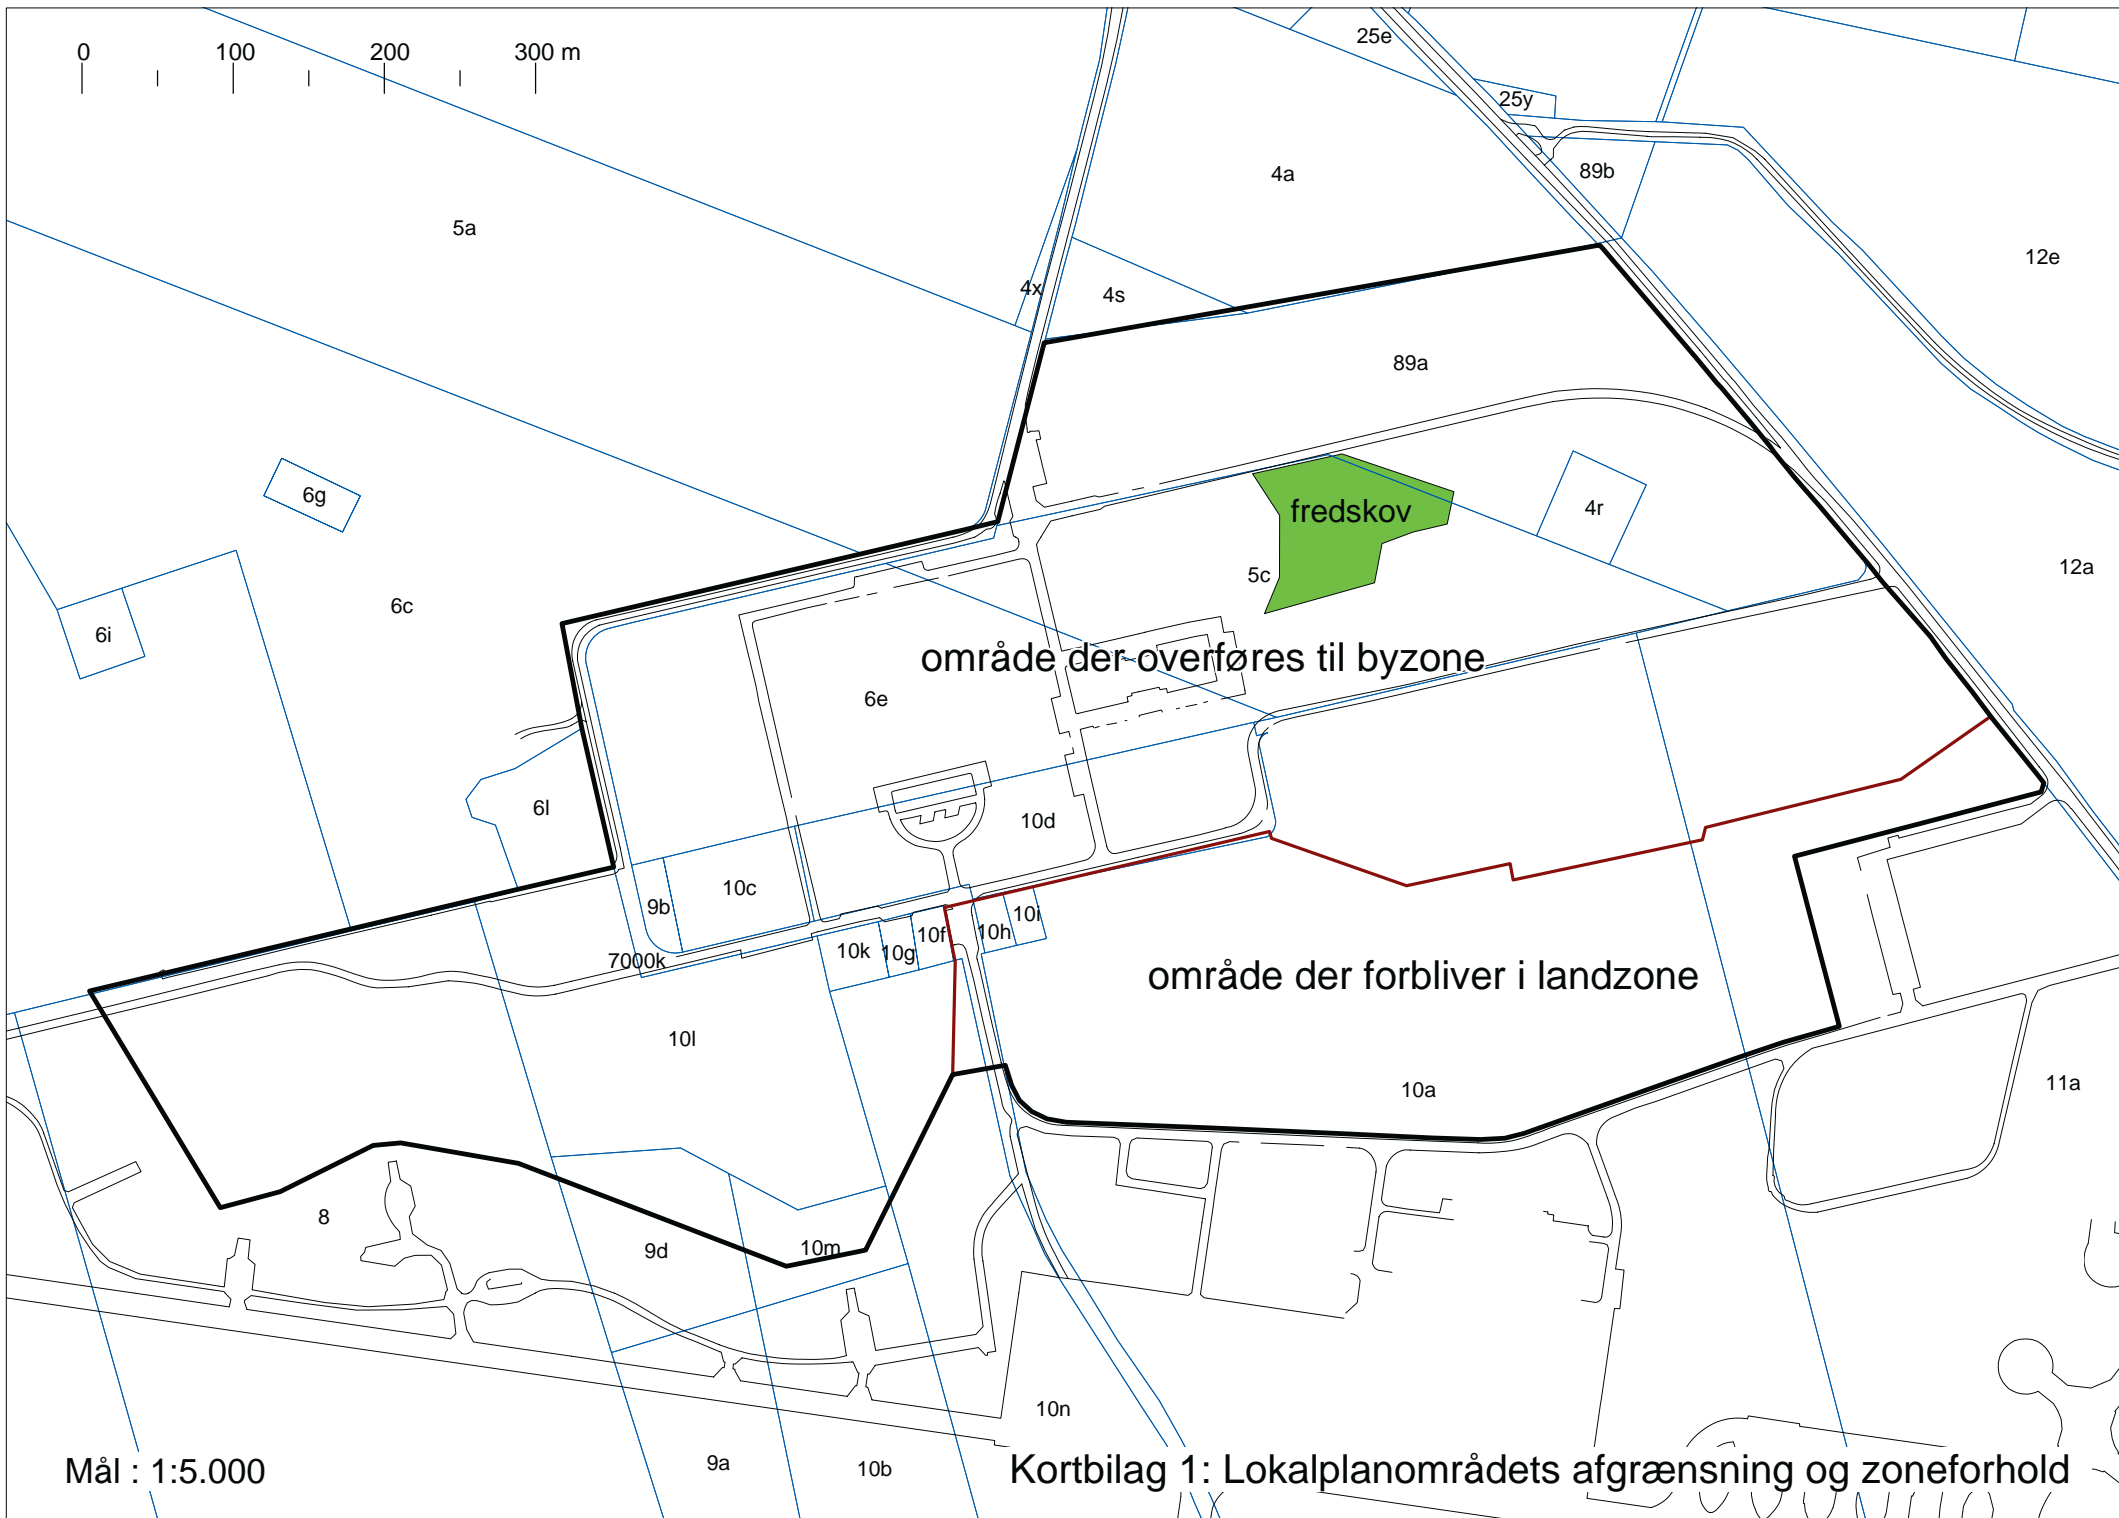 0 100 200 300 m
25e
25y
4a
89b
5a
12e
4x
4s
89a
6g
fredskov
4r
5c
12a
6c
6i
område der overføres til byzone
6e
6l
10d
10c
9b
10i
10f
10h
10k
10g
7000k
område der forbliver i landzone
10l
10a
11a
8
9d
10m
10n
9a
10b
Mål : 1:5.000
Kortbilag 1: Lokalplanområdets afgrænsning og zoneforhold